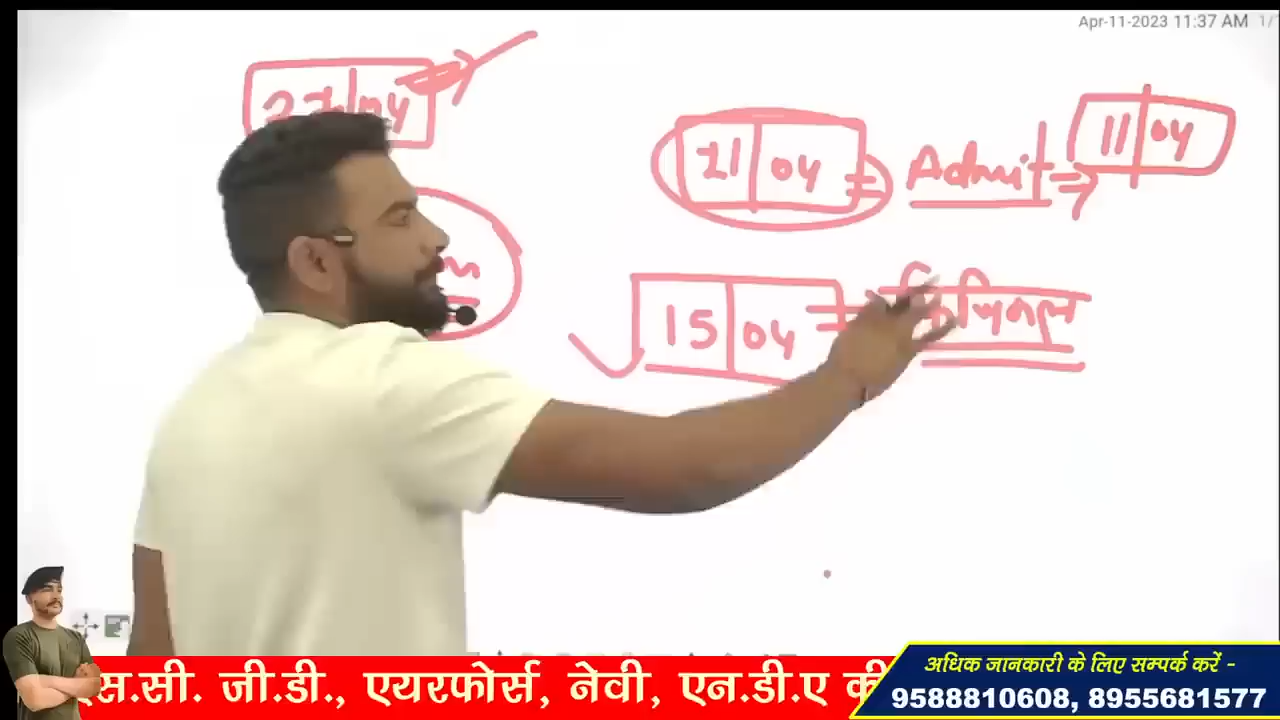 Apr-11-2023 11:37 AM 1/
21|04 = Admit ⇒ 11|04
15|04 =
स.सी. जी.डी., एयरफोर्स, नेवी, एन.डी.ए की
अधिक जानकारी के लिए सम्पर्क करें -
9588810608, 8955681577